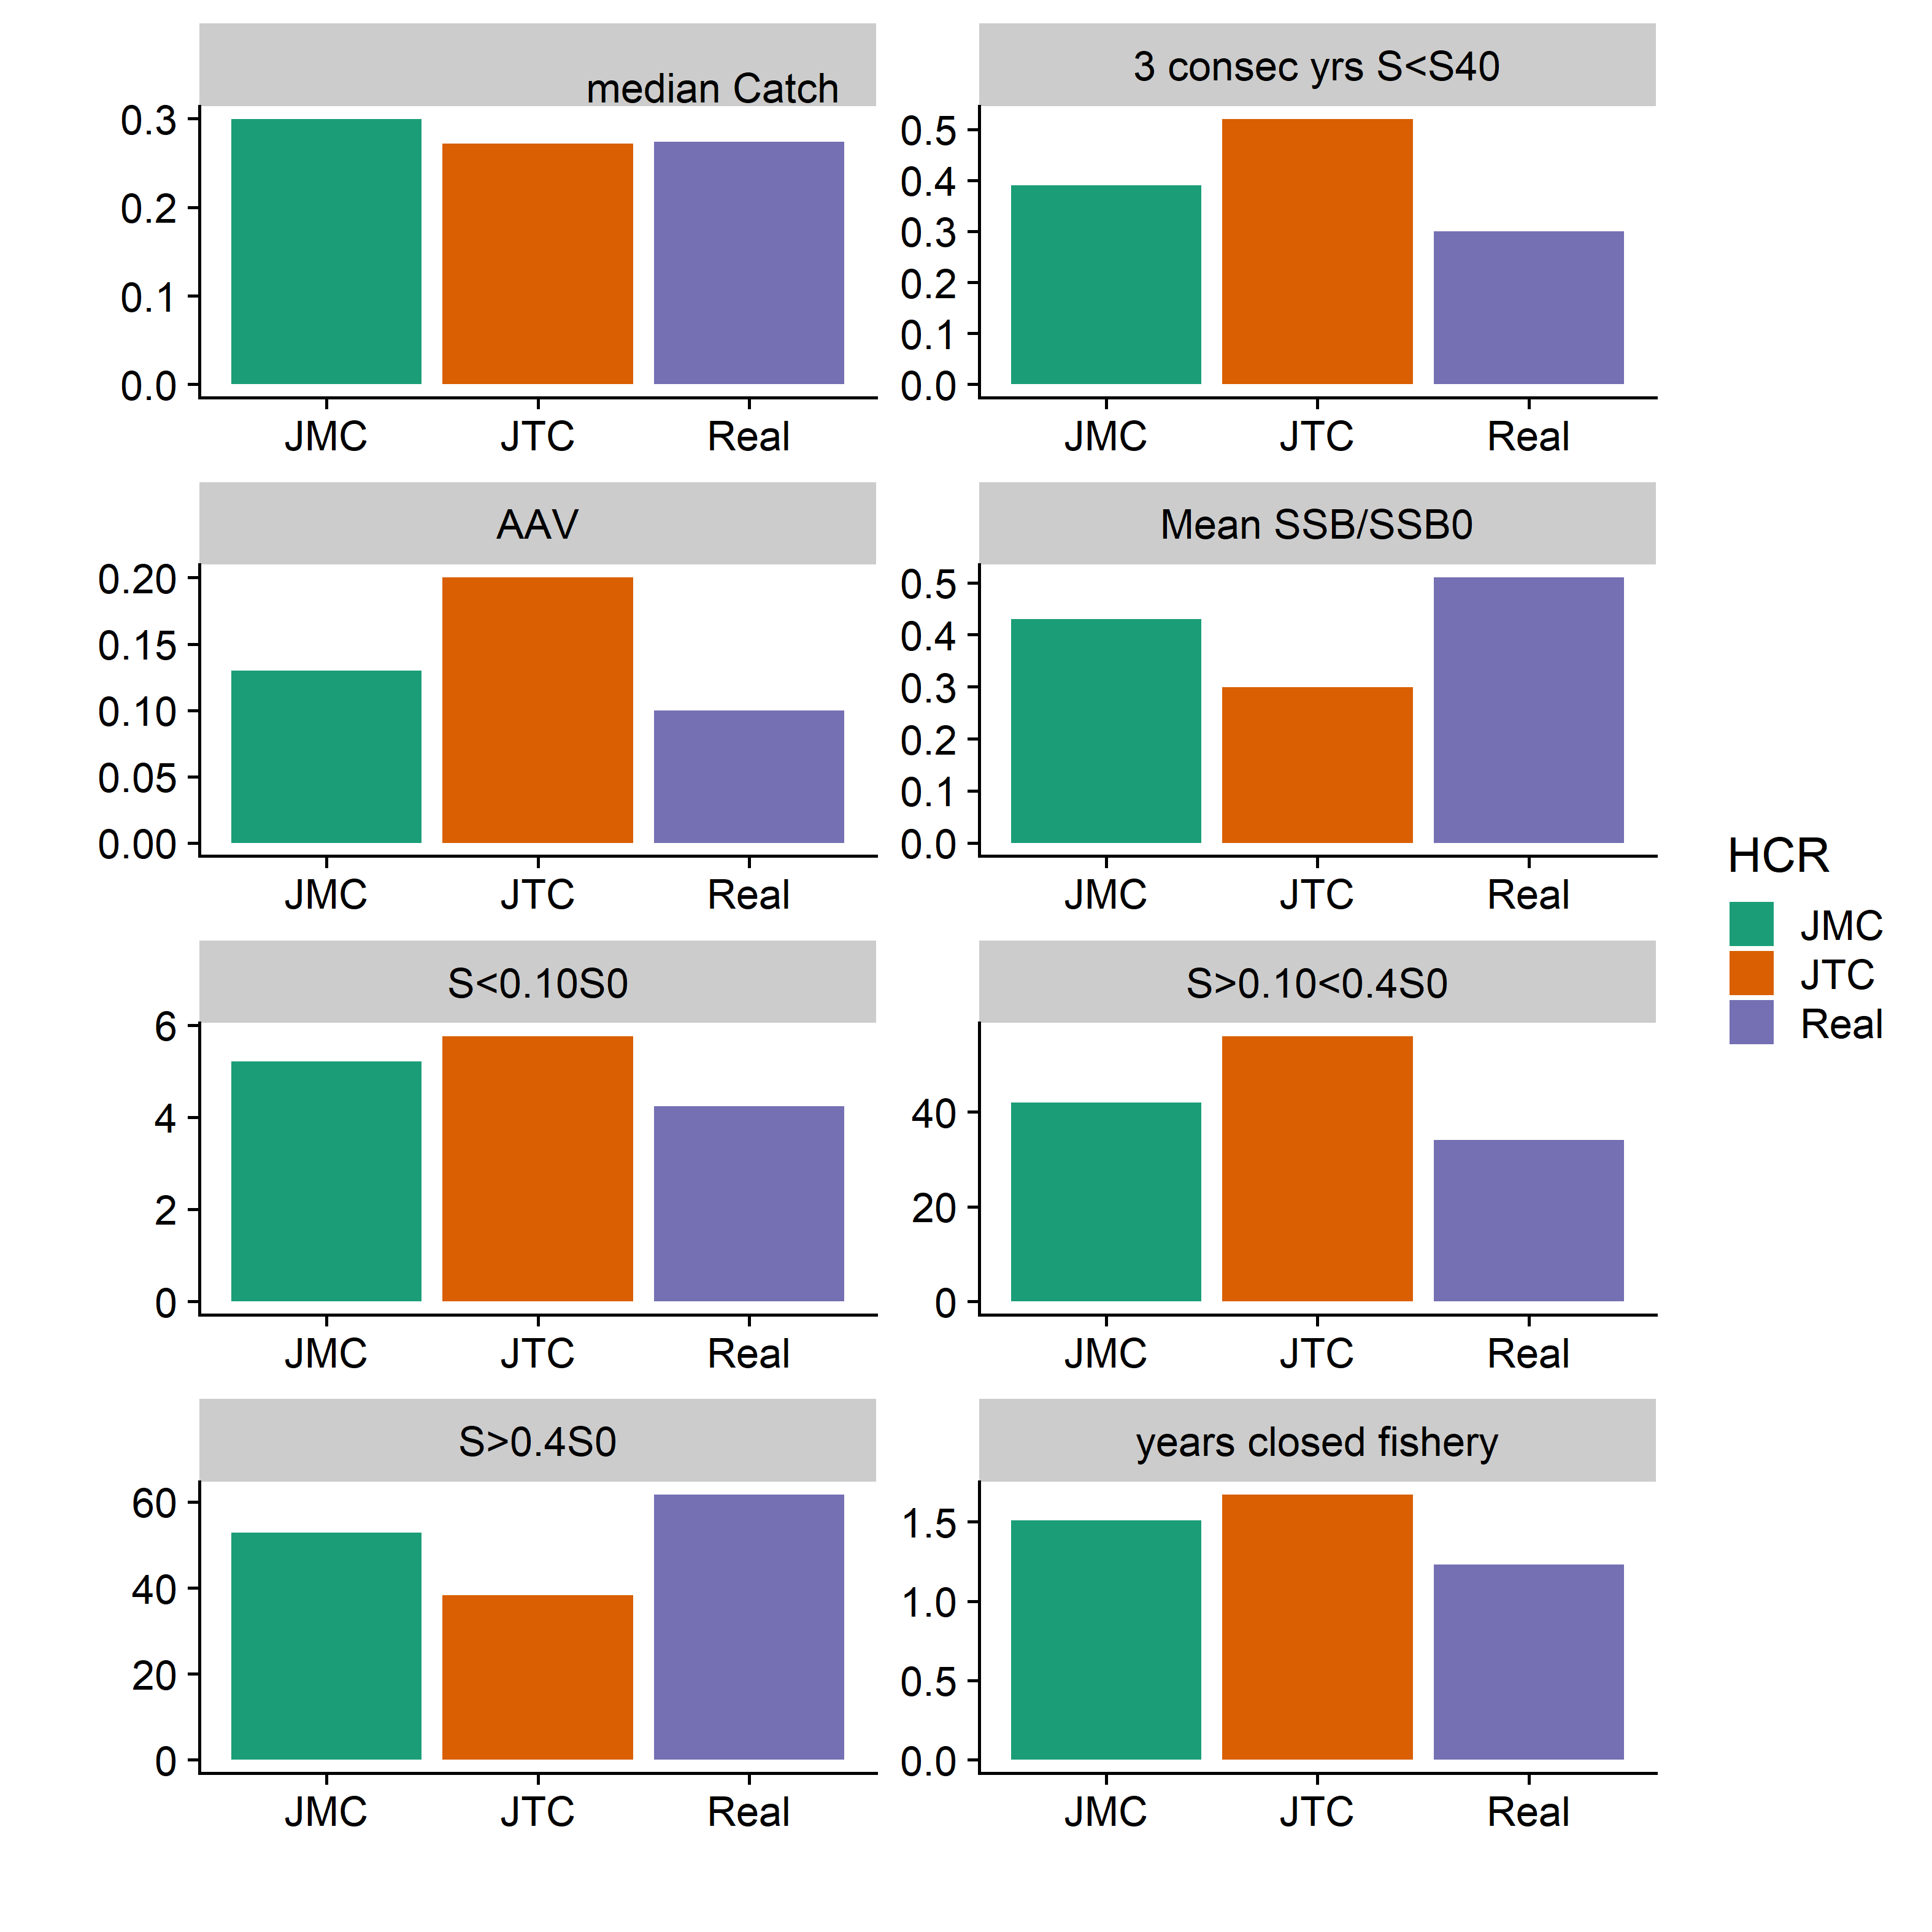 median Catch
0.3
0.2
0.1
0.0
JMC JTC Real
3 consec yrs S<S40
0.5
0.4
0.3
0.2
0.1
0.0
JMC JTC Real
AAV
0.20
0.15
0.10
0.05
0.00
JMC JTC Real
Mean SSB/SSB0
0.5
0.4
0.3
0.2
0.1
0.0
JMC JTC Real
S<0.10S0
6
4
2
0
JMC JTC Real
S>0.10<0.4S0
40
20
0
JMC JTC Real
S>0.4S0
60
40
20
0
JMC JTC Real
years closed fishery
1.5
1.0
0.5
0.0
JMC JTC Real
HCR
JMC
JTC
Real